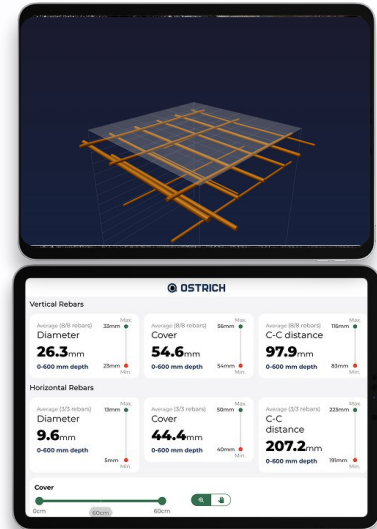 OSTRICH
Vertical Rebars
Max.
Average (8/8 rebars) 33mm
Diameter
26.3mm
0-600 mm depth 23mm
Min.
Max.
Average (8/8 rebars) 56mm
Cover
54.6mm
0-600 mm depth 54mm
Min.
Max.
Average (8/8 rebars) 116mm
C-C distance
97.9mm
0-600 mm depth 83mm
Min.
Horizontal Rebars
Max.
Average (3/3 rebars) 13mm
Diameter
9.6mm
0-600 mm depth
5mm
Min.
Max.
Average (3/3 rebars) 50mm
Cover
44.4mm
0-600 mm depth 40mm
Min.
Max.
Average (3/3 rebars) 223mm
C-C
distance
207.2mm
0-600 mm depth 191mm
Min.
Cover
0cm 60cm 60cm